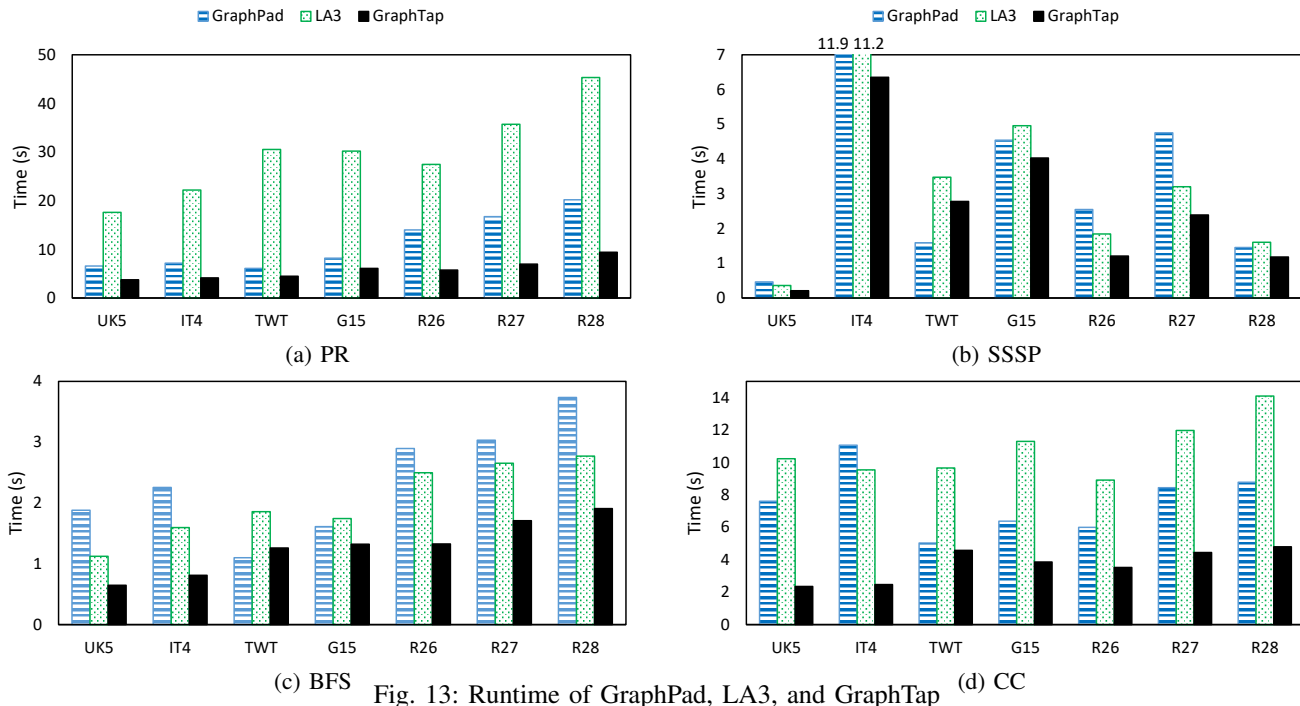 GraphPad LA3 GraphTap
50
40
30
20
10
0
Time (s)
UK5 IT4 TWT G15 R26 R27 R28
(a) PR
GraphPad LA3 GraphTap
11.9 11.2
7
6
5
4
3
2
1
0
Time (s)
UK5 IT4 TWT G15 R26 R27 R28
(b) SSSP
4
3
2
1
0
Time (s)
UK5 IT4 TWT G15 R26 R27 R28
(c) BFS
14
12
10
8
6
4
2
0
Time (s)
UK5 IT4 TWT G15 R26 R27 R28
(d) CC
Fig. 13: Runtime of GraphPad, LA3, and GraphTap